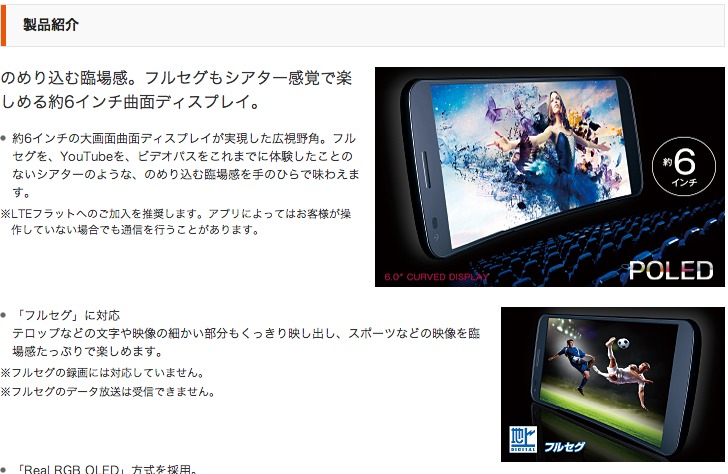 製品紹介
のめり込む臨場感。フルセグもシアター感覚で楽
しめる約6インチ曲面ディスプレイ。
● 約6インチの大画面曲面ディスプレイが実現した広視野角。フル
セグを、YouTubeを、ビデオパスをこれまでに体験したことの
ないシアターのような、のめり込む臨場感を手のひらで味わえま
す。
※LTEフラットへのご加入を推奨します。アプリによってはお客様が操
作していない場合でも通信を行うことがあります。
約
6
インチ
6.0" CURVED DISPLAY
POLED
● 「フルセグ」に対応
テロップなどの文字や映像の細かい部分もくっきり映し出し、スポーツなどの映像を臨
場感たっぷりで楽しめます。
※フルセグの録画には対応していません。
※フルセグのデータ放送は受信できません。
地デジ
DIGITAL
フルセグ
● 「Real RGB OLED」方式を採用。